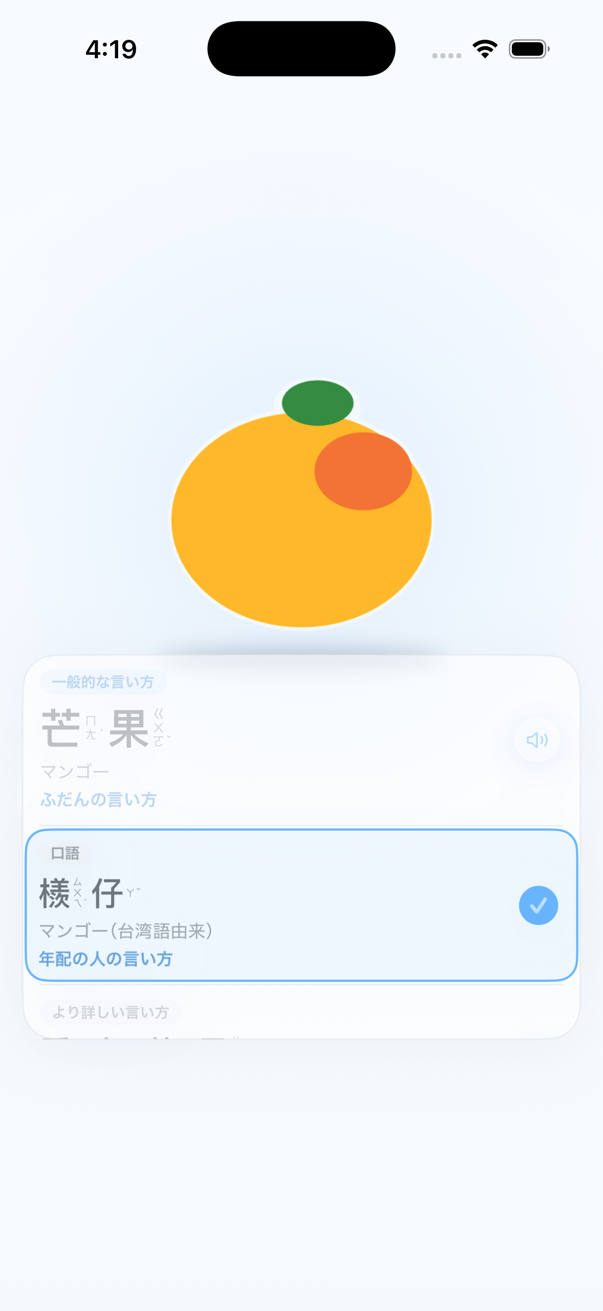 4:19
一般的な言い方
芒ㄇㄤˊ果ㄍㄨㄛˇ
マンゴー
ふだんの言い方
口語
檨ㄙㄨㄟˋ仔ㄚˇ
マンゴー(台湾語由来)
年配の人の言い方
より詳しい言い方